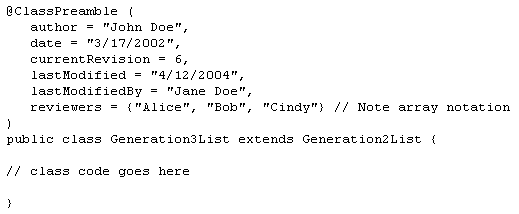 @ClassPreamble (
   author = "John Doe",
   date = "3/17/2002",
   currentRevision = 6,
   lastModified = "4/12/2004",
   lastModifiedBy = "Jane Doe",
   reviewers = {"Alice", "Bob", "Cindy"} // Note array notation
)
public class Generation3List extends Generation2List {
// class code goes here
}